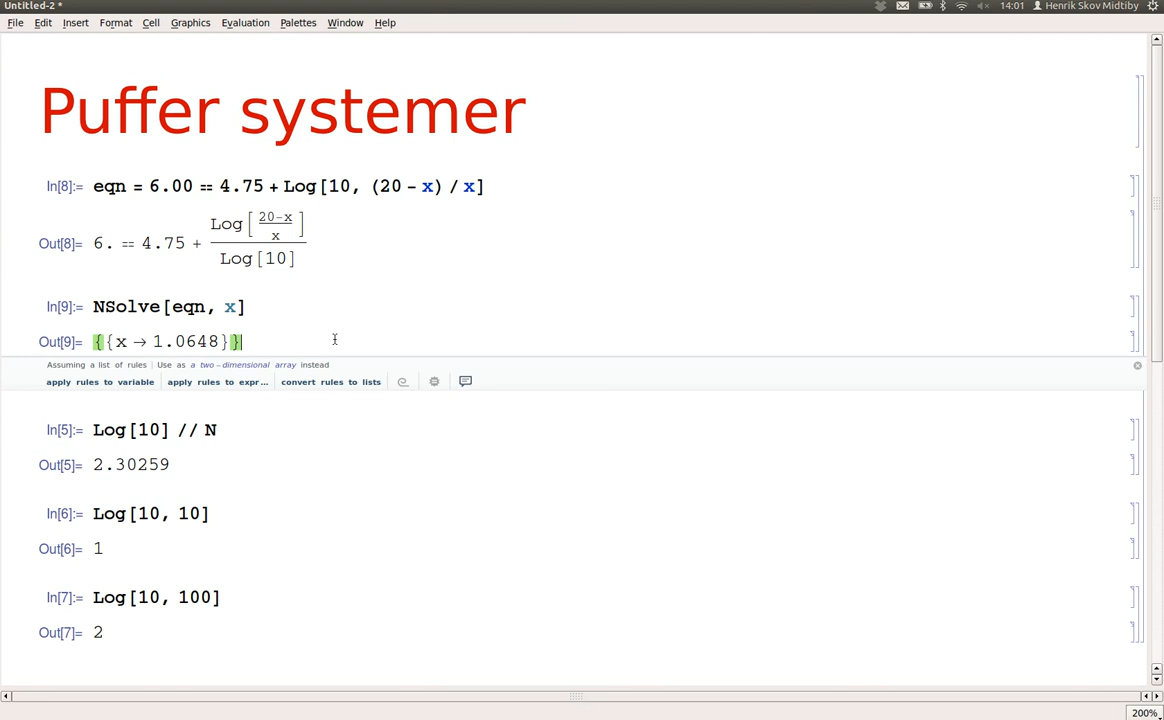 Untitled-2 *
14:01 Henrik Skov Midtiby
File Edit Insert Format Cell Graphics Evaluation Palettes Window Help
Puffer systemer
In[8]:= eqn = 6.00 == 4.75 + Log[10, (20 - x) / x]
Out[8]= 6. == 4.75 + Log[(20-x)/x] / Log[10]
In[9]:= NSolve[eqn, x]
Out[9]= {{x → 1.0648}}
Assuming a list of rules | Use as a two-dimensional array instead
apply rules to variable apply rules to expr... convert rules to lists
In[5]:= Log[10] // N
Out[5]= 2.30259
In[6]:= Log[10, 10]
Out[6]= 1
In[7]:= Log[10, 100]
Out[7]= 2
200%